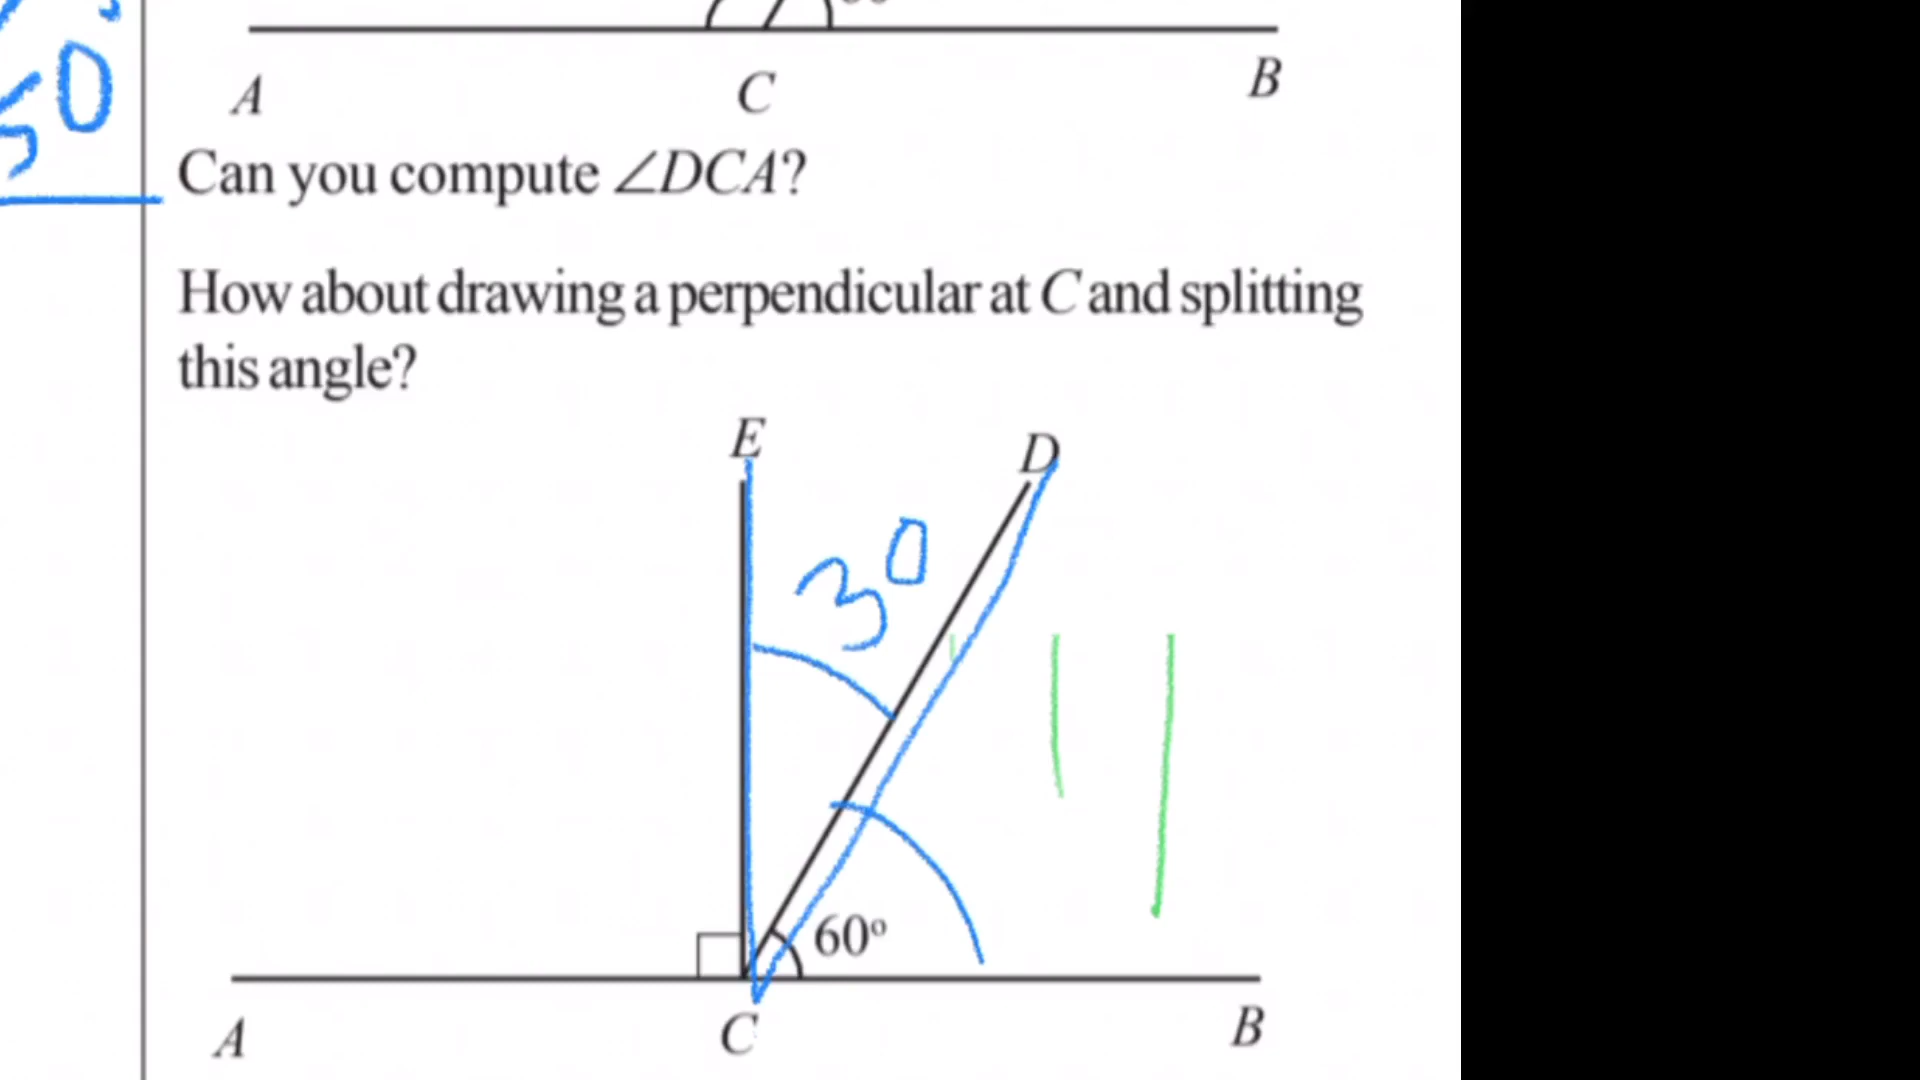 50
A C B
Can you compute ∠DCA?
How about drawing a perpendicular at C and splitting
this angle?
E D
30
60°
A C B